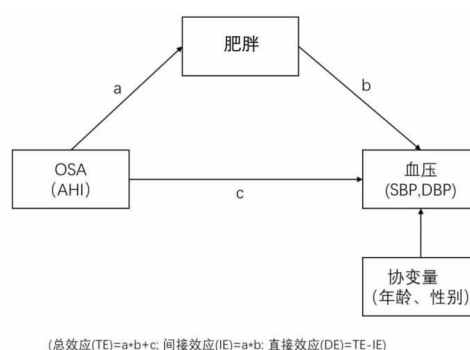 肥胖
a
b
OSA
(AHI)
c
血压
(SBP,DBP)
协变量
(年龄、性别)
(总效应(TE)=a*b+c; 间接效应(IE)=a*b; 直接效应(DE)=TE-IE)